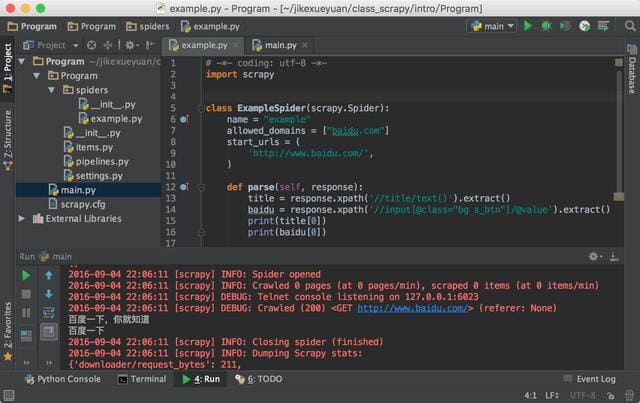 example.py - Program - [~/jikexueyuan/class_scrapy/intro/Program]
Program
Program
spiders
example.py
main
Project
example.py
main.py
1: Project
Z: Structure
2: Favorites
Database
Program ~/jikexueyuan/c
Program
spiders
__init__.py
example.py
__init__.py
items.py
pipelines.py
settings.py
main.py
scrapy.cfg
External Libraries
1 # -*- coding: utf-8 -*-
2 import scrapy
3
4
5 class ExampleSpider(scrapy.Spider):
6 name = "example"
7 allowed_domains = ["baidu.com"]
8 start_urls = (
9 'http://www.baidu.com/',
10 )
11
12 def parse(self, response):
13 title = response.xpath('//title/text()').extract()
14 baidu = response.xpath('//input[@class="bg s_btn"]/@value').extract()
15 print(title[0])
16 print(baidu[0])
17
Run main
2016-09-04 22:06:11 [scrapy] INFO: Spider opened
2016-09-04 22:06:11 [scrapy] INFO: Crawled 0 pages (at 0 pages/min), scraped 0 items (at 0 items/min)
2016-09-04 22:06:11 [scrapy] DEBUG: Telnet console listening on 127.0.0.1:6023
2016-09-04 22:06:11 [scrapy] DEBUG: Crawled (200) <GET http://www.baidu.com/> (referer: None)
百度一下，你就知道
百度一下
2016-09-04 22:06:11 [scrapy] INFO: Closing spider (finished)
2016-09-04 22:06:11 [scrapy] INFO: Dumping Scrapy stats:
{'downloader/request_bytes': 211,
Python Console
Terminal
4: Run
6: TODO
Event Log
4:1 LF UTF-8